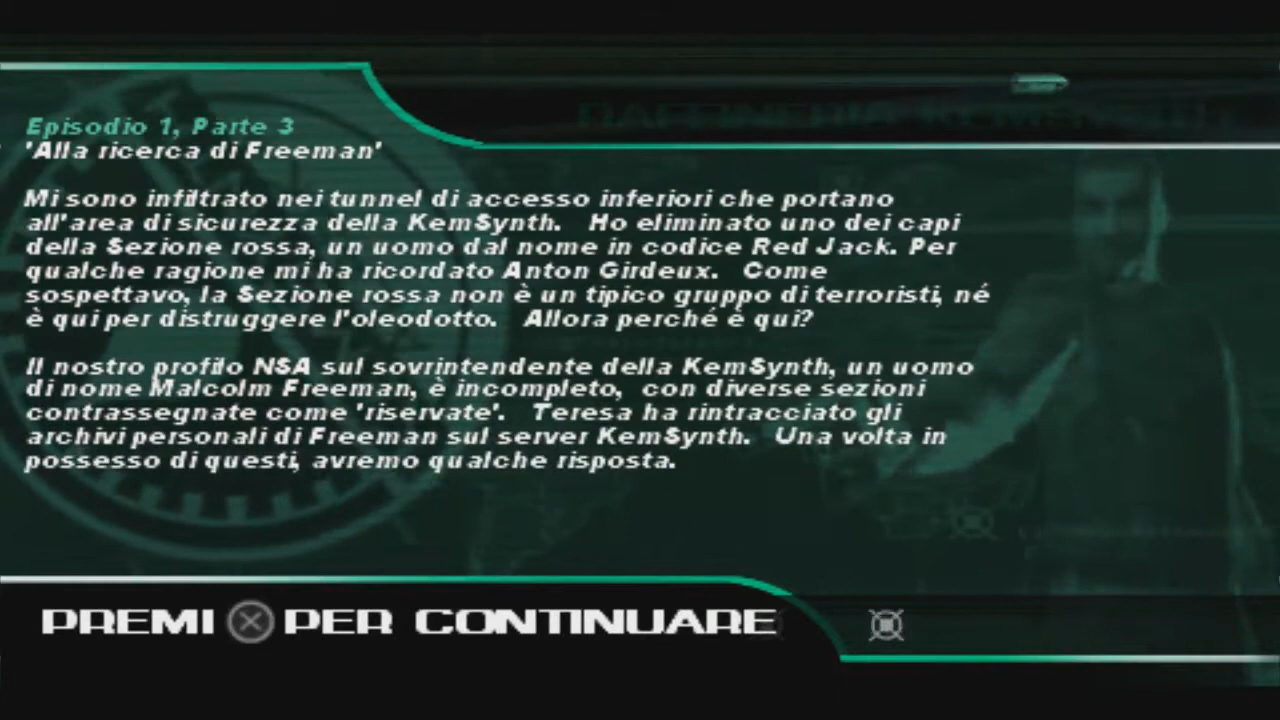 Episodio 1, Parte 3
'Alla ricerca di Freeman'
Mi sono infiltrato nei tunnel di accesso inferiori che portano
all'area di sicurezza della KemSynth. Ho eliminato uno dei capi
della Sezione rossa, un uomo dal nome in codice Red Jack. Per
qualche ragione mi ha ricordato Anton Girdeux. Come
sospettavo, la Sezione rossa non è un tipico gruppo di terroristi, né
è qui per distruggere l'oleodotto. Allora perché è qui?
Il nostro profilo NSA sul sovrintendente della KemSynth, un uomo
di nome Malcolm Freeman, è incompleto, con diverse sezioni
contrassegnate come 'riservate'. Teresa ha rintracciato gli
archivi personali di Freeman sul server KemSynth. Una volta in
possesso di questi, avremo qualche risposta.
PREMI PER CONTINUARE